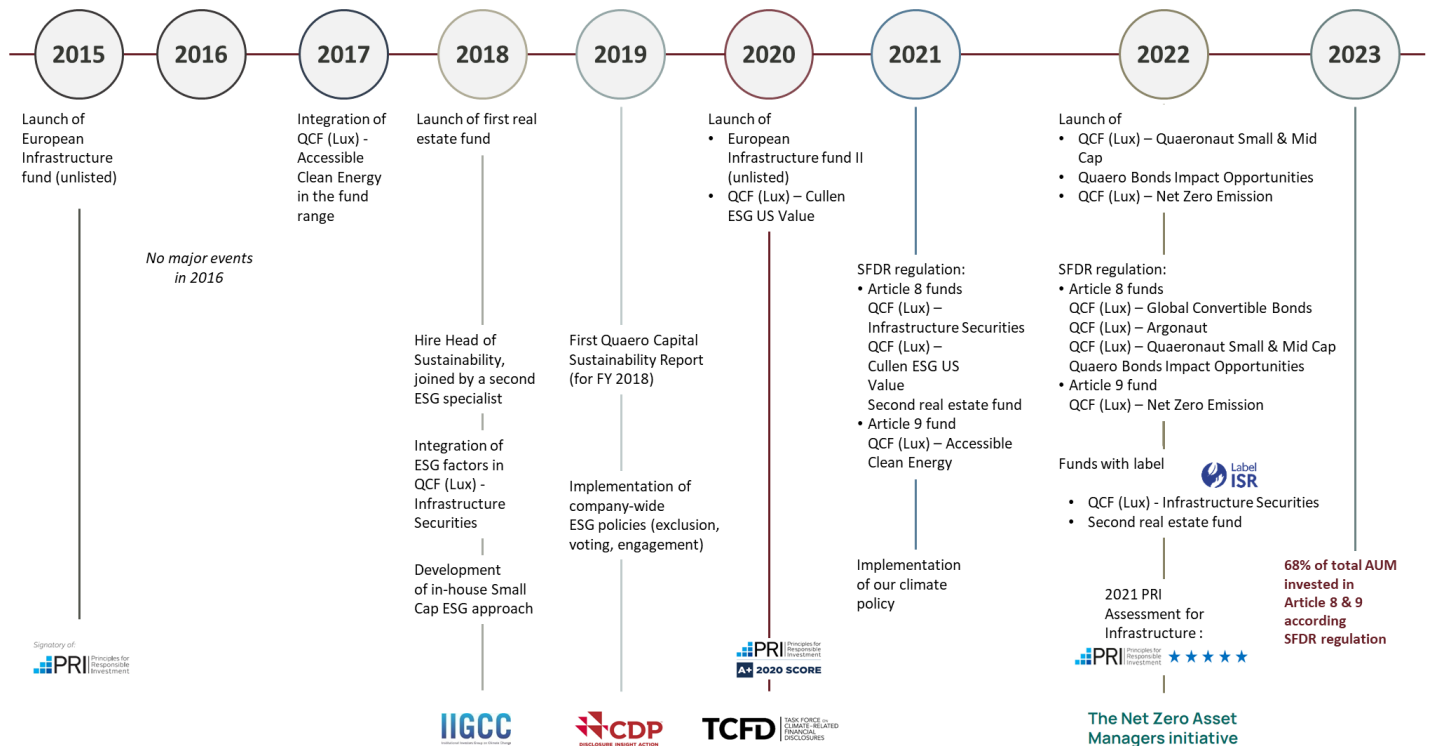 2015
2016
2017
2018
2019
2020
2021
2022
2023
Launch of
European
Infrastructure
fund (unlisted)
Signatory of:
PRI Principles for
Responsible
Investment
No major events
in 2016
Integration of
QCF (Lux) -
Accessible
Clean Energy
in the fund
range
Launch of first real
estate fund
Hire Head of
Sustainability,
joined by a second
ESG specialist
Integration of
ESG factors in
QCF (Lux) -
Infrastructure
Securities
Development
of in-house Small
Cap ESG approach
IIGCC
First Quaero Capital
Sustainability Report
(for FY 2018)
Implementation of
company-wide
ESG policies (exclusion,
voting, engagement)
CDP
DISCLOSURE INSIGHT ACTION
Launch of
• European
Infrastructure fund II
(unlisted)
• QCF (Lux) – Cullen
ESG US Value
PRI Principles for
Responsible
Investment
A+ 2020 SCORE
TCFD TASK FORCE ON
CLIMATE-RELATED
FINANCIAL
DISCLOSURES
SFDR regulation:
• Article 8 funds
QCF (Lux) –
Infrastructure Securities
QCF (Lux) –
Cullen ESG US
Value
Second real estate fund
• Article 9 fund
QCF (Lux) – Accessible
Clean Energy
Implementation
of our climate
policy
Launch of
• QCF (Lux) – Quaeronaut Small & Mid
Cap
• Quaero Bonds Impact Opportunities
• QCF (Lux) – Net Zero Emission
SFDR regulation:
• Article 8 funds
QCF (Lux) – Global Convertible Bonds
QCF (Lux) – Argonaut
QCF (Lux) – Quaeronaut Small & Mid Cap
Quaero Bonds Impact Opportunities
• Article 9 fund
QCF (Lux) – Net Zero Emission
Funds with label
Label
ISR
• QCF (Lux) - Infrastructure Securities
• Second real estate fund
2021 PRI
Assessment for
Infrastructure :
PRI Principles for
Responsible
Investment
The Net Zero Asset
Managers initiative
68% of total AUM
invested in
Article 8 & 9
according
SFDR regulation